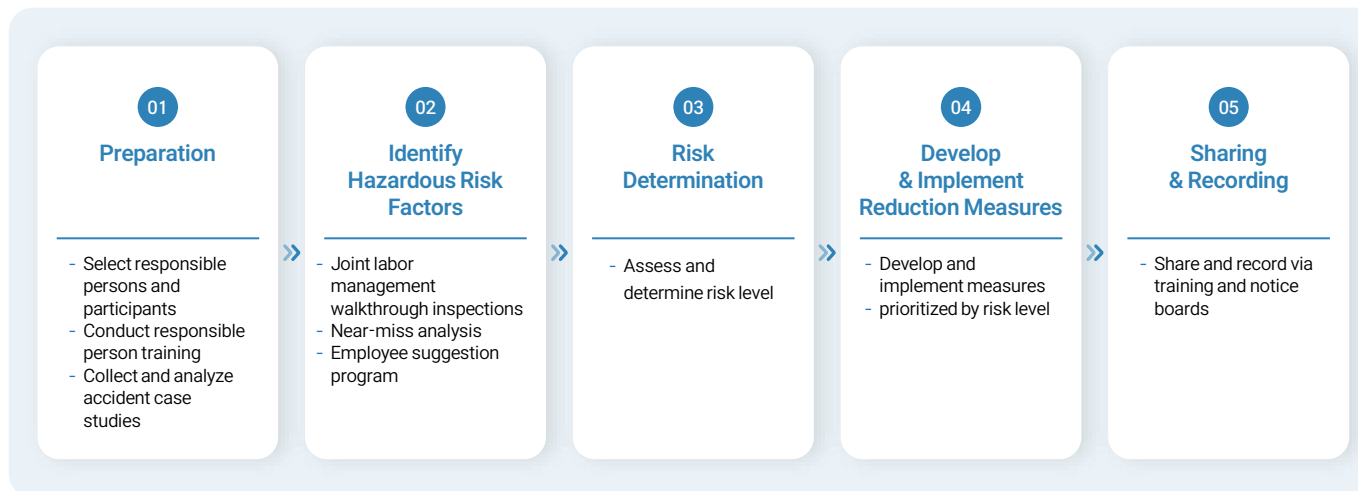 01
Preparation
- Select responsible
persons and
participants
- Conduct responsible
person training
- Collect and analyze
accident case
studies
02
Identify
Hazardous Risk
Factors
- Joint labor
management
walkthrough inspections
- Near-miss analysis
- Employee suggestion
program
03
Risk
Determination
- Assess and
determine risk level
04
Develop
& Implement
Reduction Measures
- Develop and
implement measures
- prioritized by risk level
05
Sharing
& Recording
- Share and record via
training and notice
boards